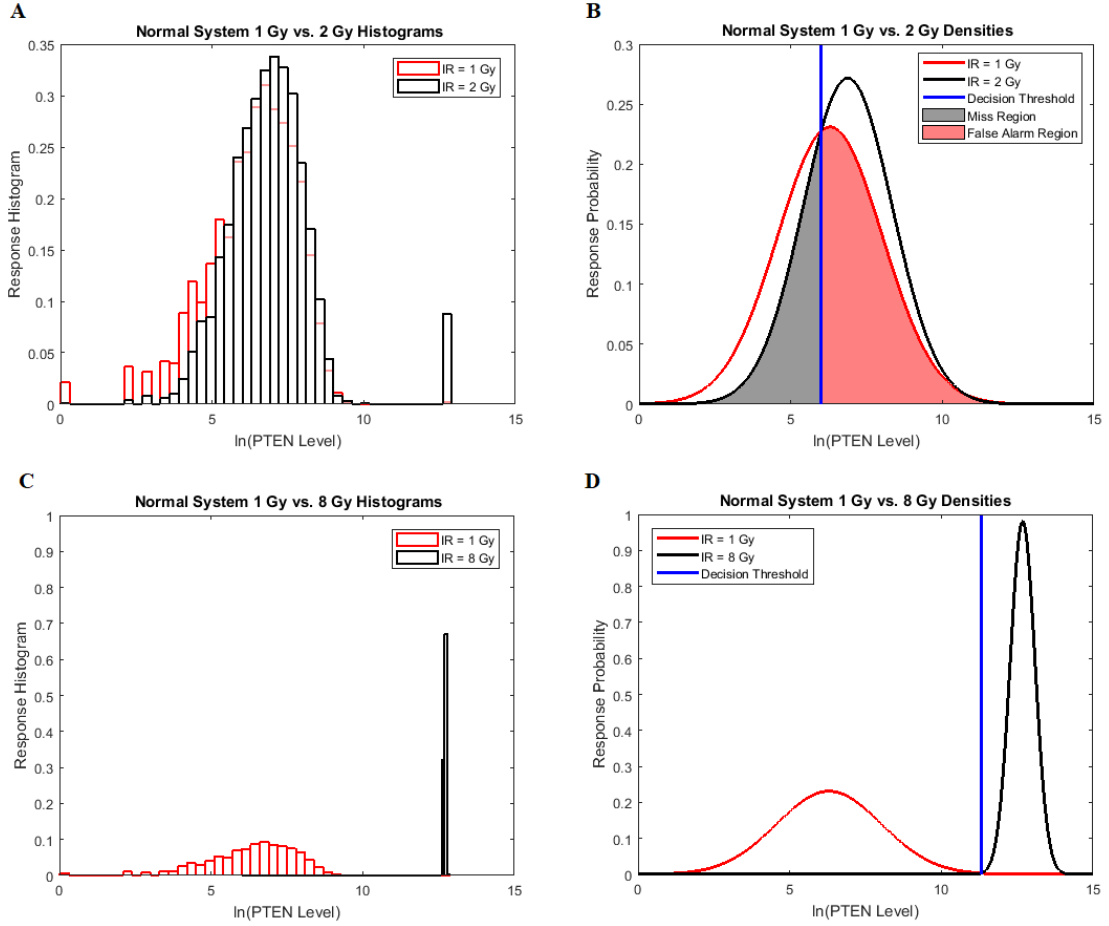 A
Normal System 1 Gy vs. 2 Gy Histograms
IR = 1 Gy
IR = 2 Gy
Response Histogram
0.35
0.3
0.25
0.2
0.15
0.1
0.05
0
0 5 10 15
ln(PTEN Level)
B
Normal System 1 Gy vs. 2 Gy Densities
IR = 1 Gy
IR = 2 Gy
Decision Threshold
Miss Region
False Alarm Region
Response Probability
0.3
0.25
0.2
0.15
0.1
0.05
0
0 5 10 15
ln(PTEN Level)
C
Normal System 1 Gy vs. 8 Gy Histograms
IR = 1 Gy
IR = 8 Gy
Response Histogram
1
0.9
0.8
0.7
0.6
0.5
0.4
0.3
0.2
0.1
0
0 5 10 15
ln(PTEN Level)
D
Normal System 1 Gy vs. 8 Gy Densities
IR = 1 Gy
IR = 8 Gy
Decision Threshold
Response Probability
1
0.9
0.8
0.7
0.6
0.5
0.4
0.3
0.2
0.1
0
0 5 10 15
ln(PTEN Level)